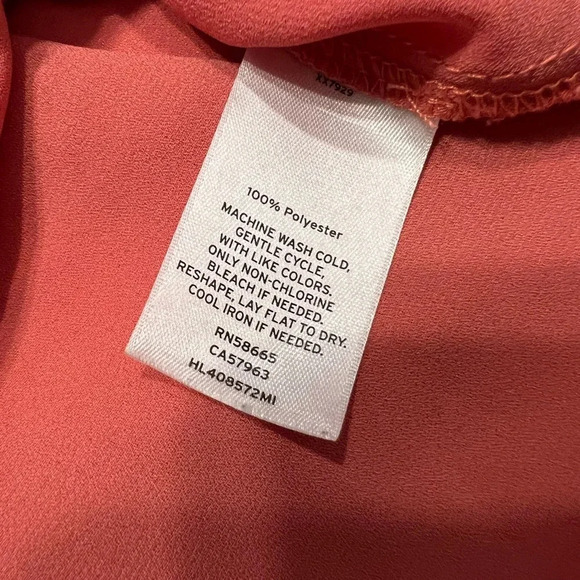 XX7929
100% Polyester
MACHINE WASH COLD,
GENTLE CYCLE,
WITH LIKE COLORS.
ONLY NON-CHLORINE
BLEACH IF NEEDED.
RESHAPE, LAY FLAT TO DRY.
COOL IRON IF NEEDED.
RN58665
CA57963
HL408572MI